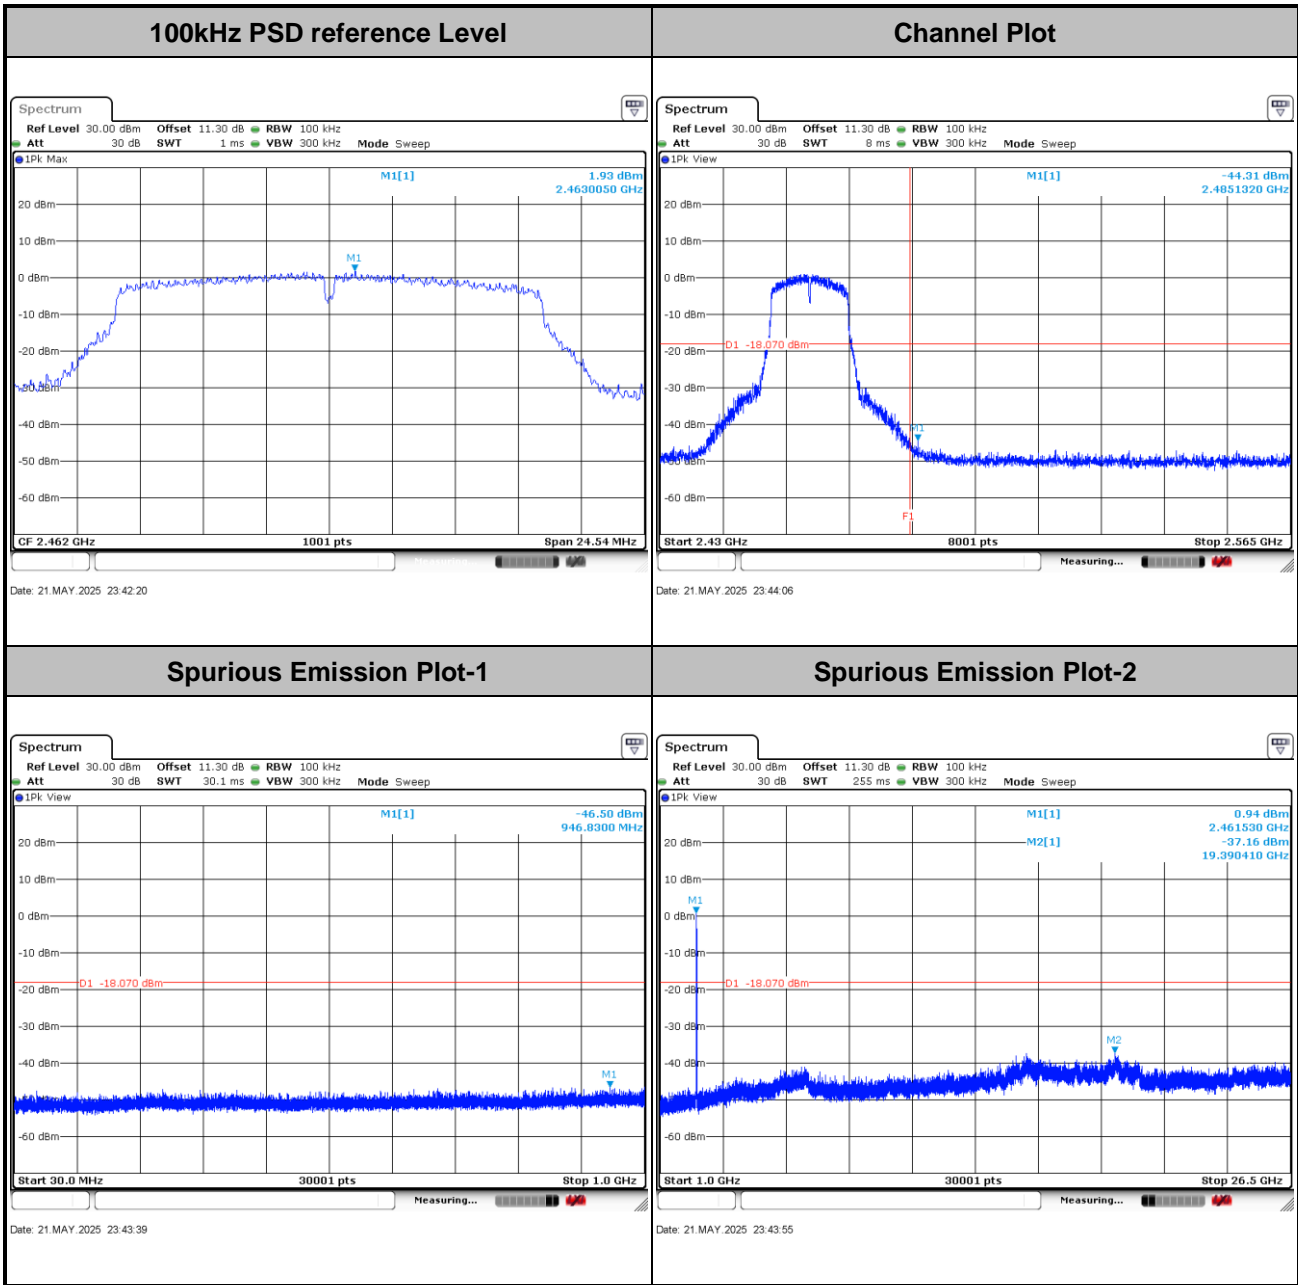 100kHz PSD reference Level
Channel Plot
Spectrum
Ref Level 30.00 dBm Offset 11.30 dB RBW 100 kHz
Att 30 dB SWT 1 ms VBW 300 kHz Mode Sweep
1Pk Max
M1[1] 1.93 dBm
2.4630050 GHz
20 dBm
10 dBm
M1
0 dBm
-10 dBm
-20 dBm
-30 dBm
-40 dBm
-50 dBm
-60 dBm
CF 2.462 GHz 1001 pts Span 24.54 MHz
Measuring...
Date: 21.MAY.2025 23:42:20
Spectrum
Ref Level 30.00 dBm Offset 11.30 dB RBW 100 kHz
Att 30 dB SWT 8 ms VBW 300 kHz Mode Sweep
1Pk View
M1[1] -44.31 dBm
2.4851320 GHz
20 dBm
10 dBm
0 dBm
-10 dBm
D1 -18.070 dBm
-20 dBm
-30 dBm
-40 dBm
M1
-50 dBm
-60 dBm
F1
Start 2.43 GHz 8001 pts Stop 2.565 GHz
Measuring...
Date: 21.MAY.2025 23:44:06
Spurious Emission Plot-1
Spurious Emission Plot-2
Spectrum
Ref Level 30.00 dBm Offset 11.30 dB RBW 100 kHz
Att 30 dB SWT 30.1 ms VBW 300 kHz Mode Sweep
1Pk View
M1[1] -46.50 dBm
946.8300 MHz
20 dBm
10 dBm
0 dBm
-10 dBm
D1 -18.070 dBm
-20 dBm
-30 dBm
-40 dBm
M1
-60 dBm
Start 30.0 MHz 30001 pts Stop 1.0 GHz
Measuring...
Date: 21.MAY.2025 23:43:39
Spectrum
Ref Level 30.00 dBm Offset 11.30 dB RBW 100 kHz
Att 30 dB SWT 255 ms VBW 300 kHz Mode Sweep
1Pk View
M1[1] 0.94 dBm
2.461530 GHz
M2[1] -37.16 dBm
19.390410 GHz
20 dBm
10 dBm
M1
0 dBm
-10 dBm
D1 -18.070 dBm
-20 dBm
-30 dBm
M2
-40 dBm
-60 dBm
Start 1.0 GHz 30001 pts Stop 26.5 GHz
Measuring...
Date: 21.MAY.2025 23:43:55